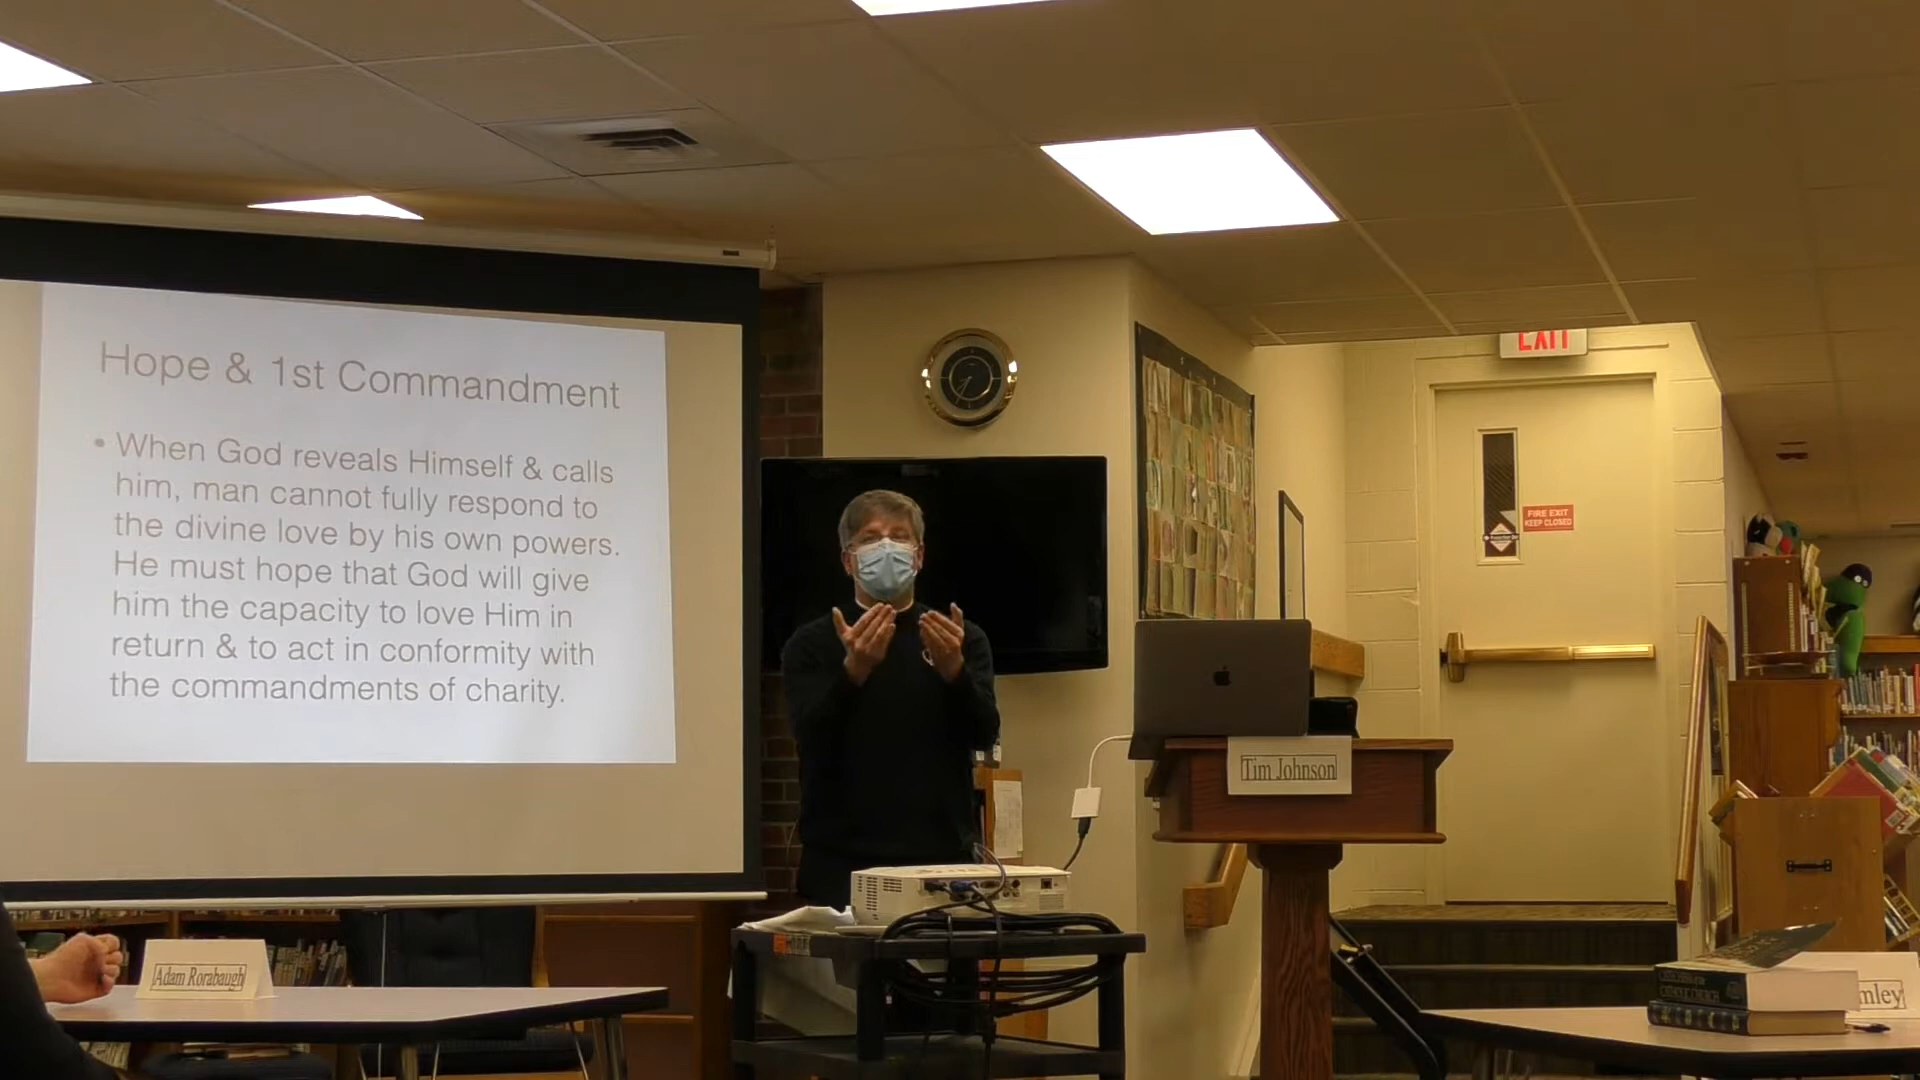 Hope & 1st Commandment
• When God reveals Himself & calls
him, man cannot fully respond to
the divine love by his own powers.
He must hope that God will give
him the capacity to love Him in
return & to act in conformity with
the commandments of charity.
EXIT
FIRE EXIT
KEEP CLOSED
Tim Johnson
Adam Rorabaugh
CATHOLIC CHURCH
mley